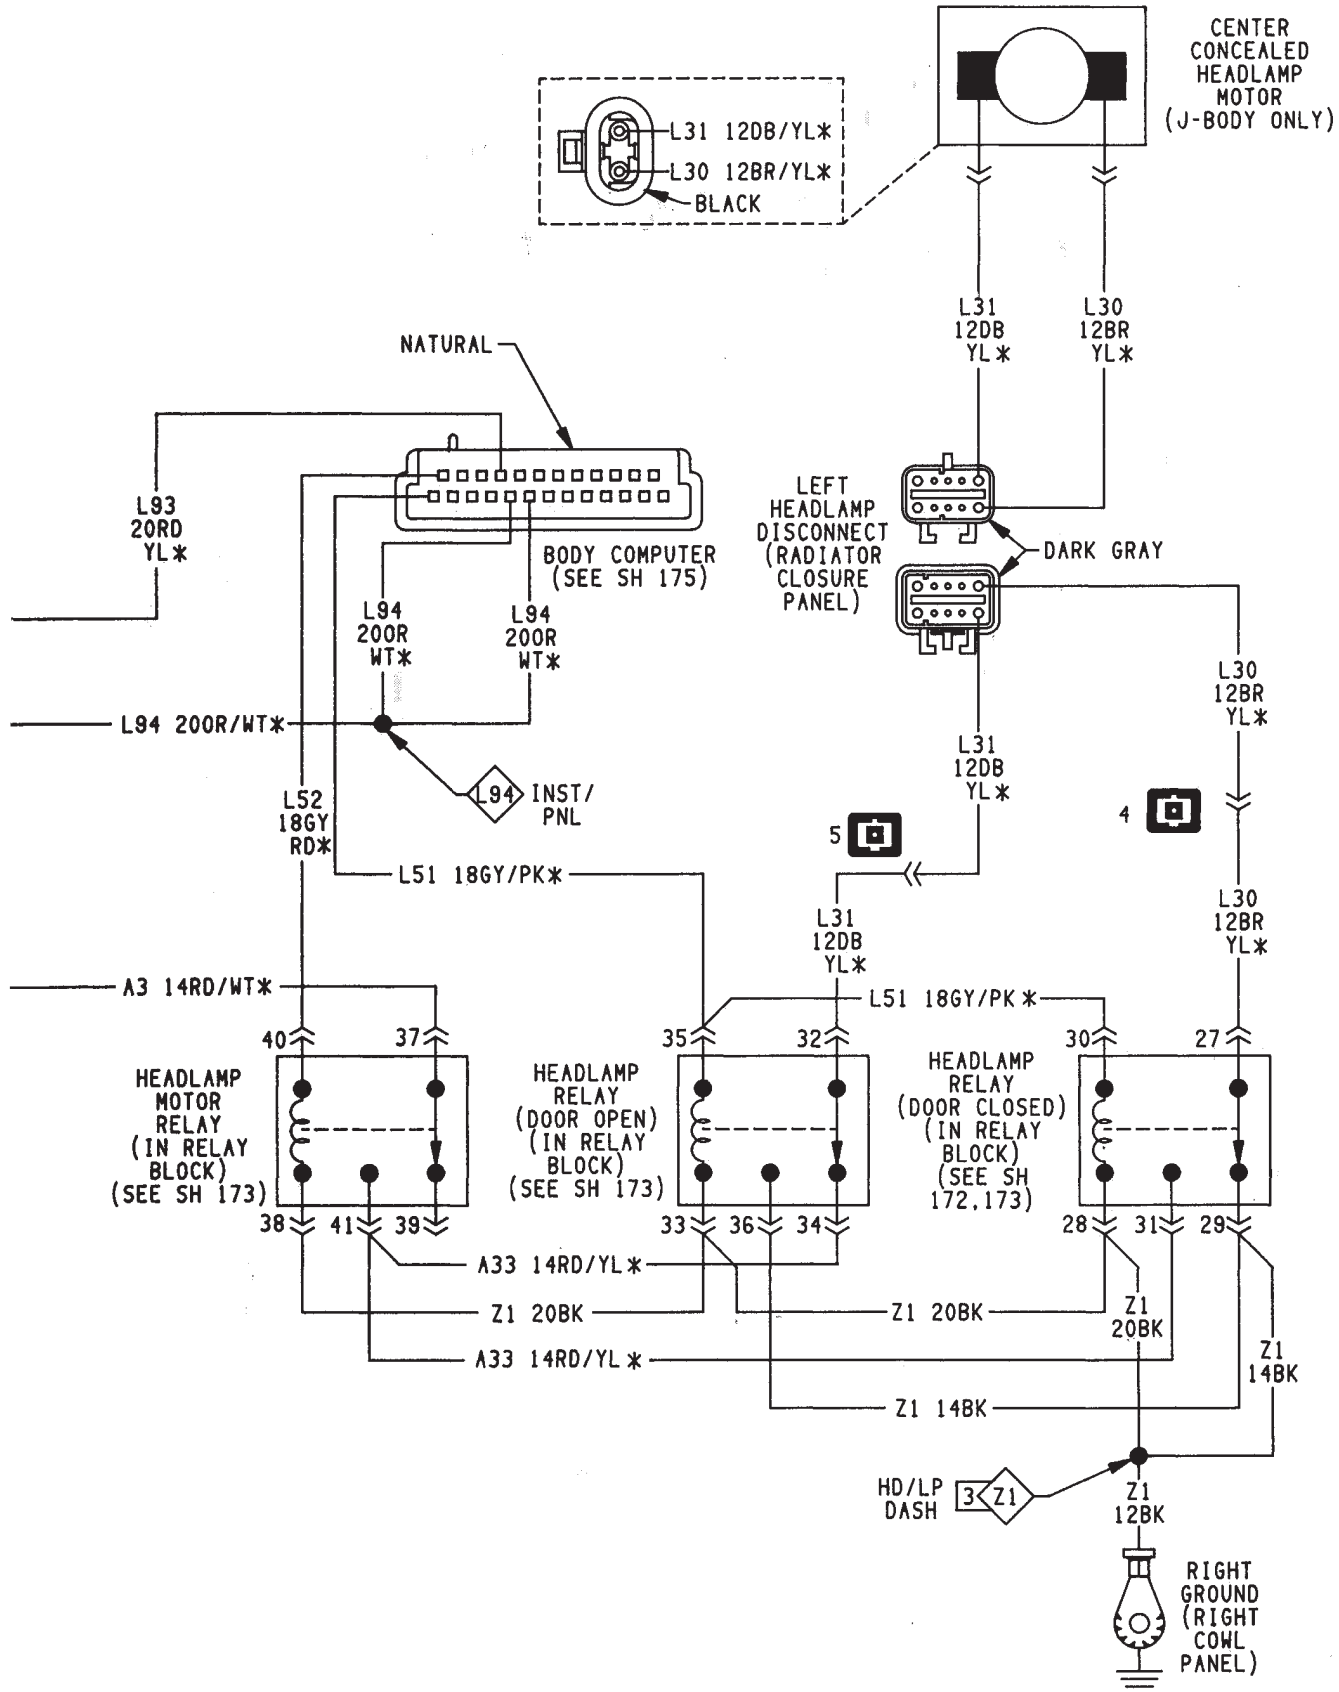 CENTER
CONCEALED
HEADLAMP
MOTOR
(J-BODY ONLY)
L31 12DB/YL*
L30 12BR/YL*
BLACK
L31
12DB
YL*
L30
12BR
YL*
NATURAL
L93
20RD
YL*
BODY COMPUTER
(SEE SH 175)
LEFT
HEADLAMP
DISCONNECT
(RADIATOR
CLOSURE
PANEL)
DARK GRAY
L94
20OR
WT*
L94
20OR
WT*
L30
12BR
YL*
L94 20OR/WT*
L31
12DB
YL*
L94
INST/
PNL
L52
18GY
RD*
5
4
L51 18GY/PK*
L31
12DB
YL*
L30
12BR
YL*
A3 14RD/WT*
L51 18GY/PK*
40
37
35
32
30
27
HEADLAMP
MOTOR
RELAY
(IN RELAY
BLOCK)
(SEE SH 173)
HEADLAMP
RELAY
(DOOR OPEN)
(IN RELAY
BLOCK)
(SEE SH 173)
HEADLAMP
RELAY
(DOOR CLOSED)
(IN RELAY
BLOCK)
(SEE SH
172,173)
38
41
39
33
36
34
28
31
29
A33 14RD/YL*
Z1 20BK
Z1 20BK
Z1
20BK
A33 14RD/YL*
Z1
14BK
Z1 14BK
HD/LP
DASH
3
Z1
Z1
12BK
RIGHT
GROUND
(RIGHT
COWL
PANEL)